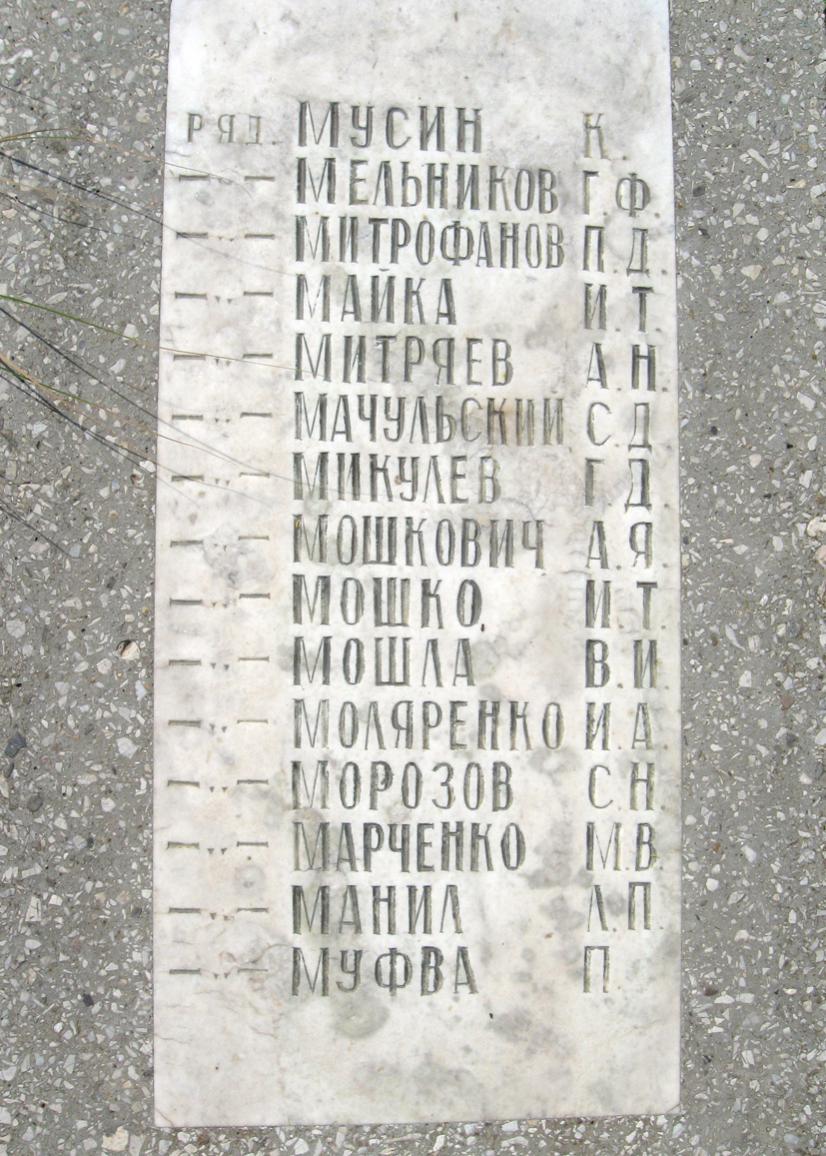 РЯД. МУСИН К.
—"— МЕЛЬНИКОВ Г.Ф.
—"— МИТРОФАНОВ П.Д.
—"— МАЙКА И.Т.
—"— МИТРЯЕВ А.Н.
—"— МАЧУЛЬСКИЙ С.Д.
—"— МИКУЛЕВ Г.Д.
—"— МОШКОВИЧ А.Я.
—"— МОШКО. И.Т.
—"— МОШЛА В.И.
—"— МОЛЯРЕНКО И.А.
—"— МОРОЗОВ С.Н.
—"— МАРЧЕНКО М.В.
—"— МАНИЛ Л.П.
—"— МУФВА П.